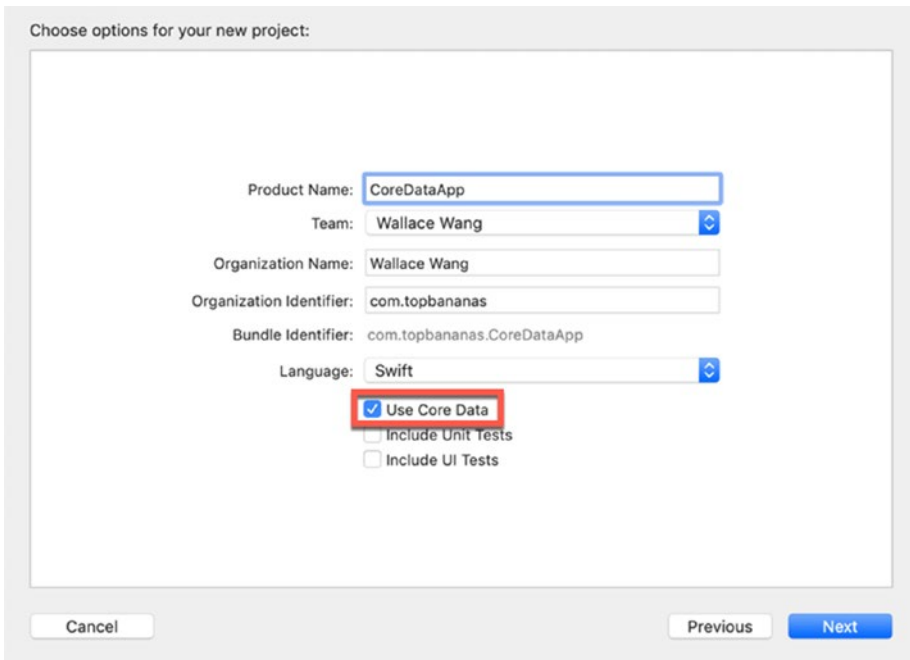 Choose options for your new project:
Product Name: CoreDataApp
Team: Wallace Wang
Organization Name: Wallace Wang
Organization Identifier: com.topbananas
Bundle Identifier: com.topbananas.CoreDataApp
Language: Swift
Use Core Data
Include Unit Tests
Include UI Tests
Cancel Previous Next